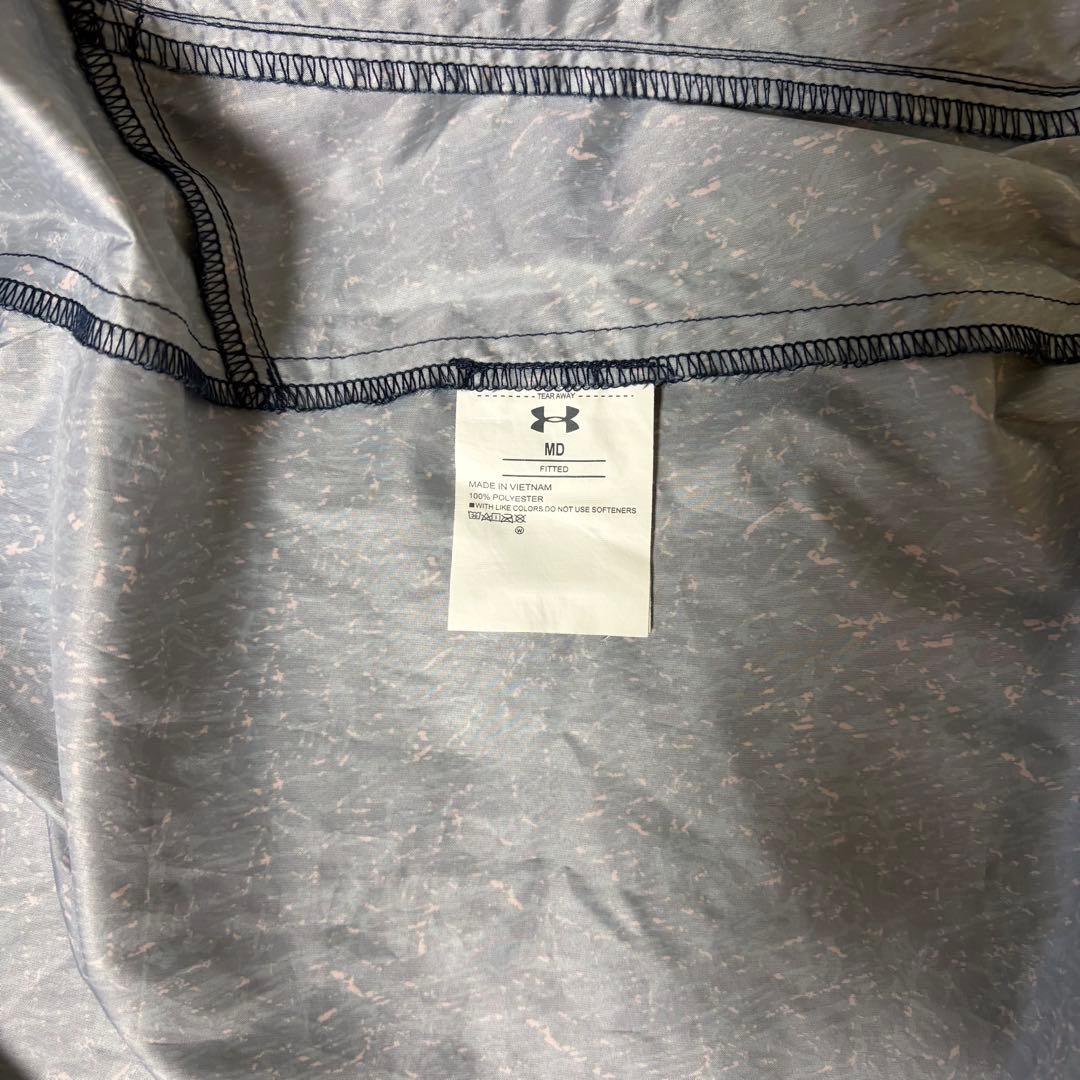 TEAR AWAY
MD
FITTED
MADE IN VIETNAM
100% POLYESTER
■WITH LIKE COLORS DO NOT USE SOFTENERS
W